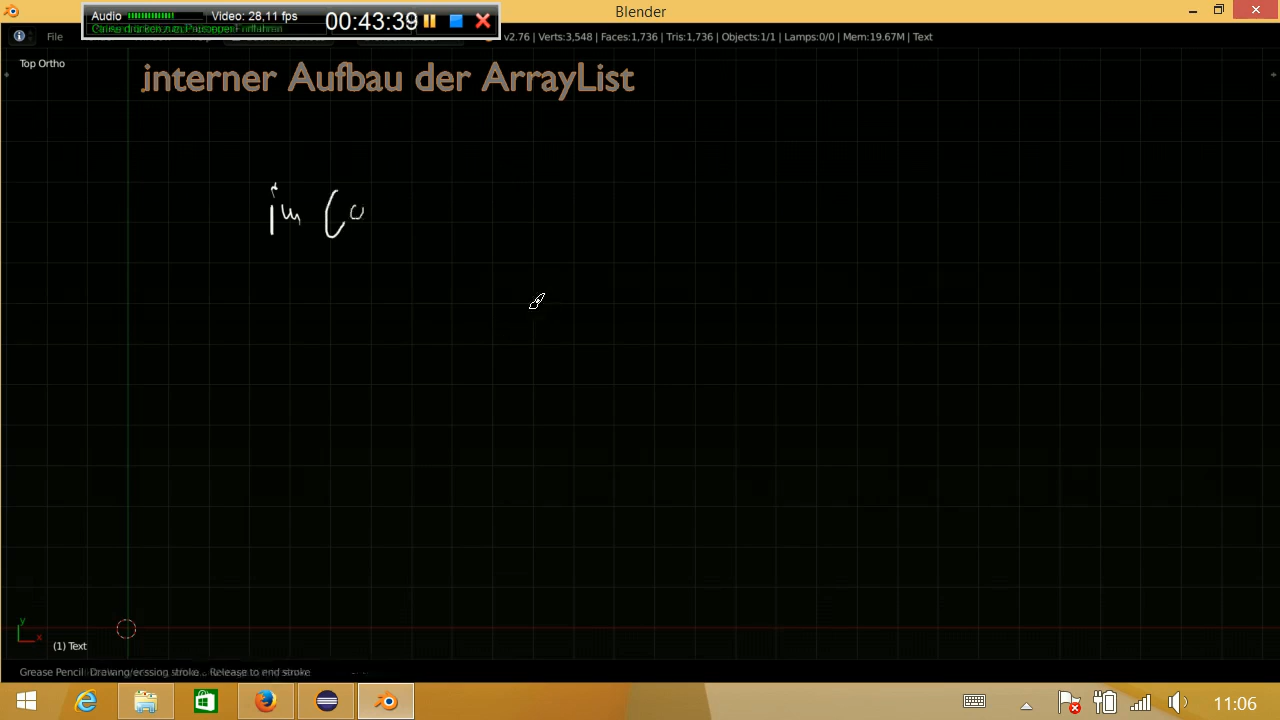 Blender
Audio Video: 28,11 fps 00:43:39
File
v2.76 | Verts:3,548 | Faces:1,736 | Tris:1,736 | Objects:1/1 | Lamps:0/0 | Mem:19.67M | Text
Top Ortho
interner Aufbau der ArrayList
im Co
y
x
(1) Text
Grease Pencil: Drawing/erasing stroke... Release to end stroke
11:06